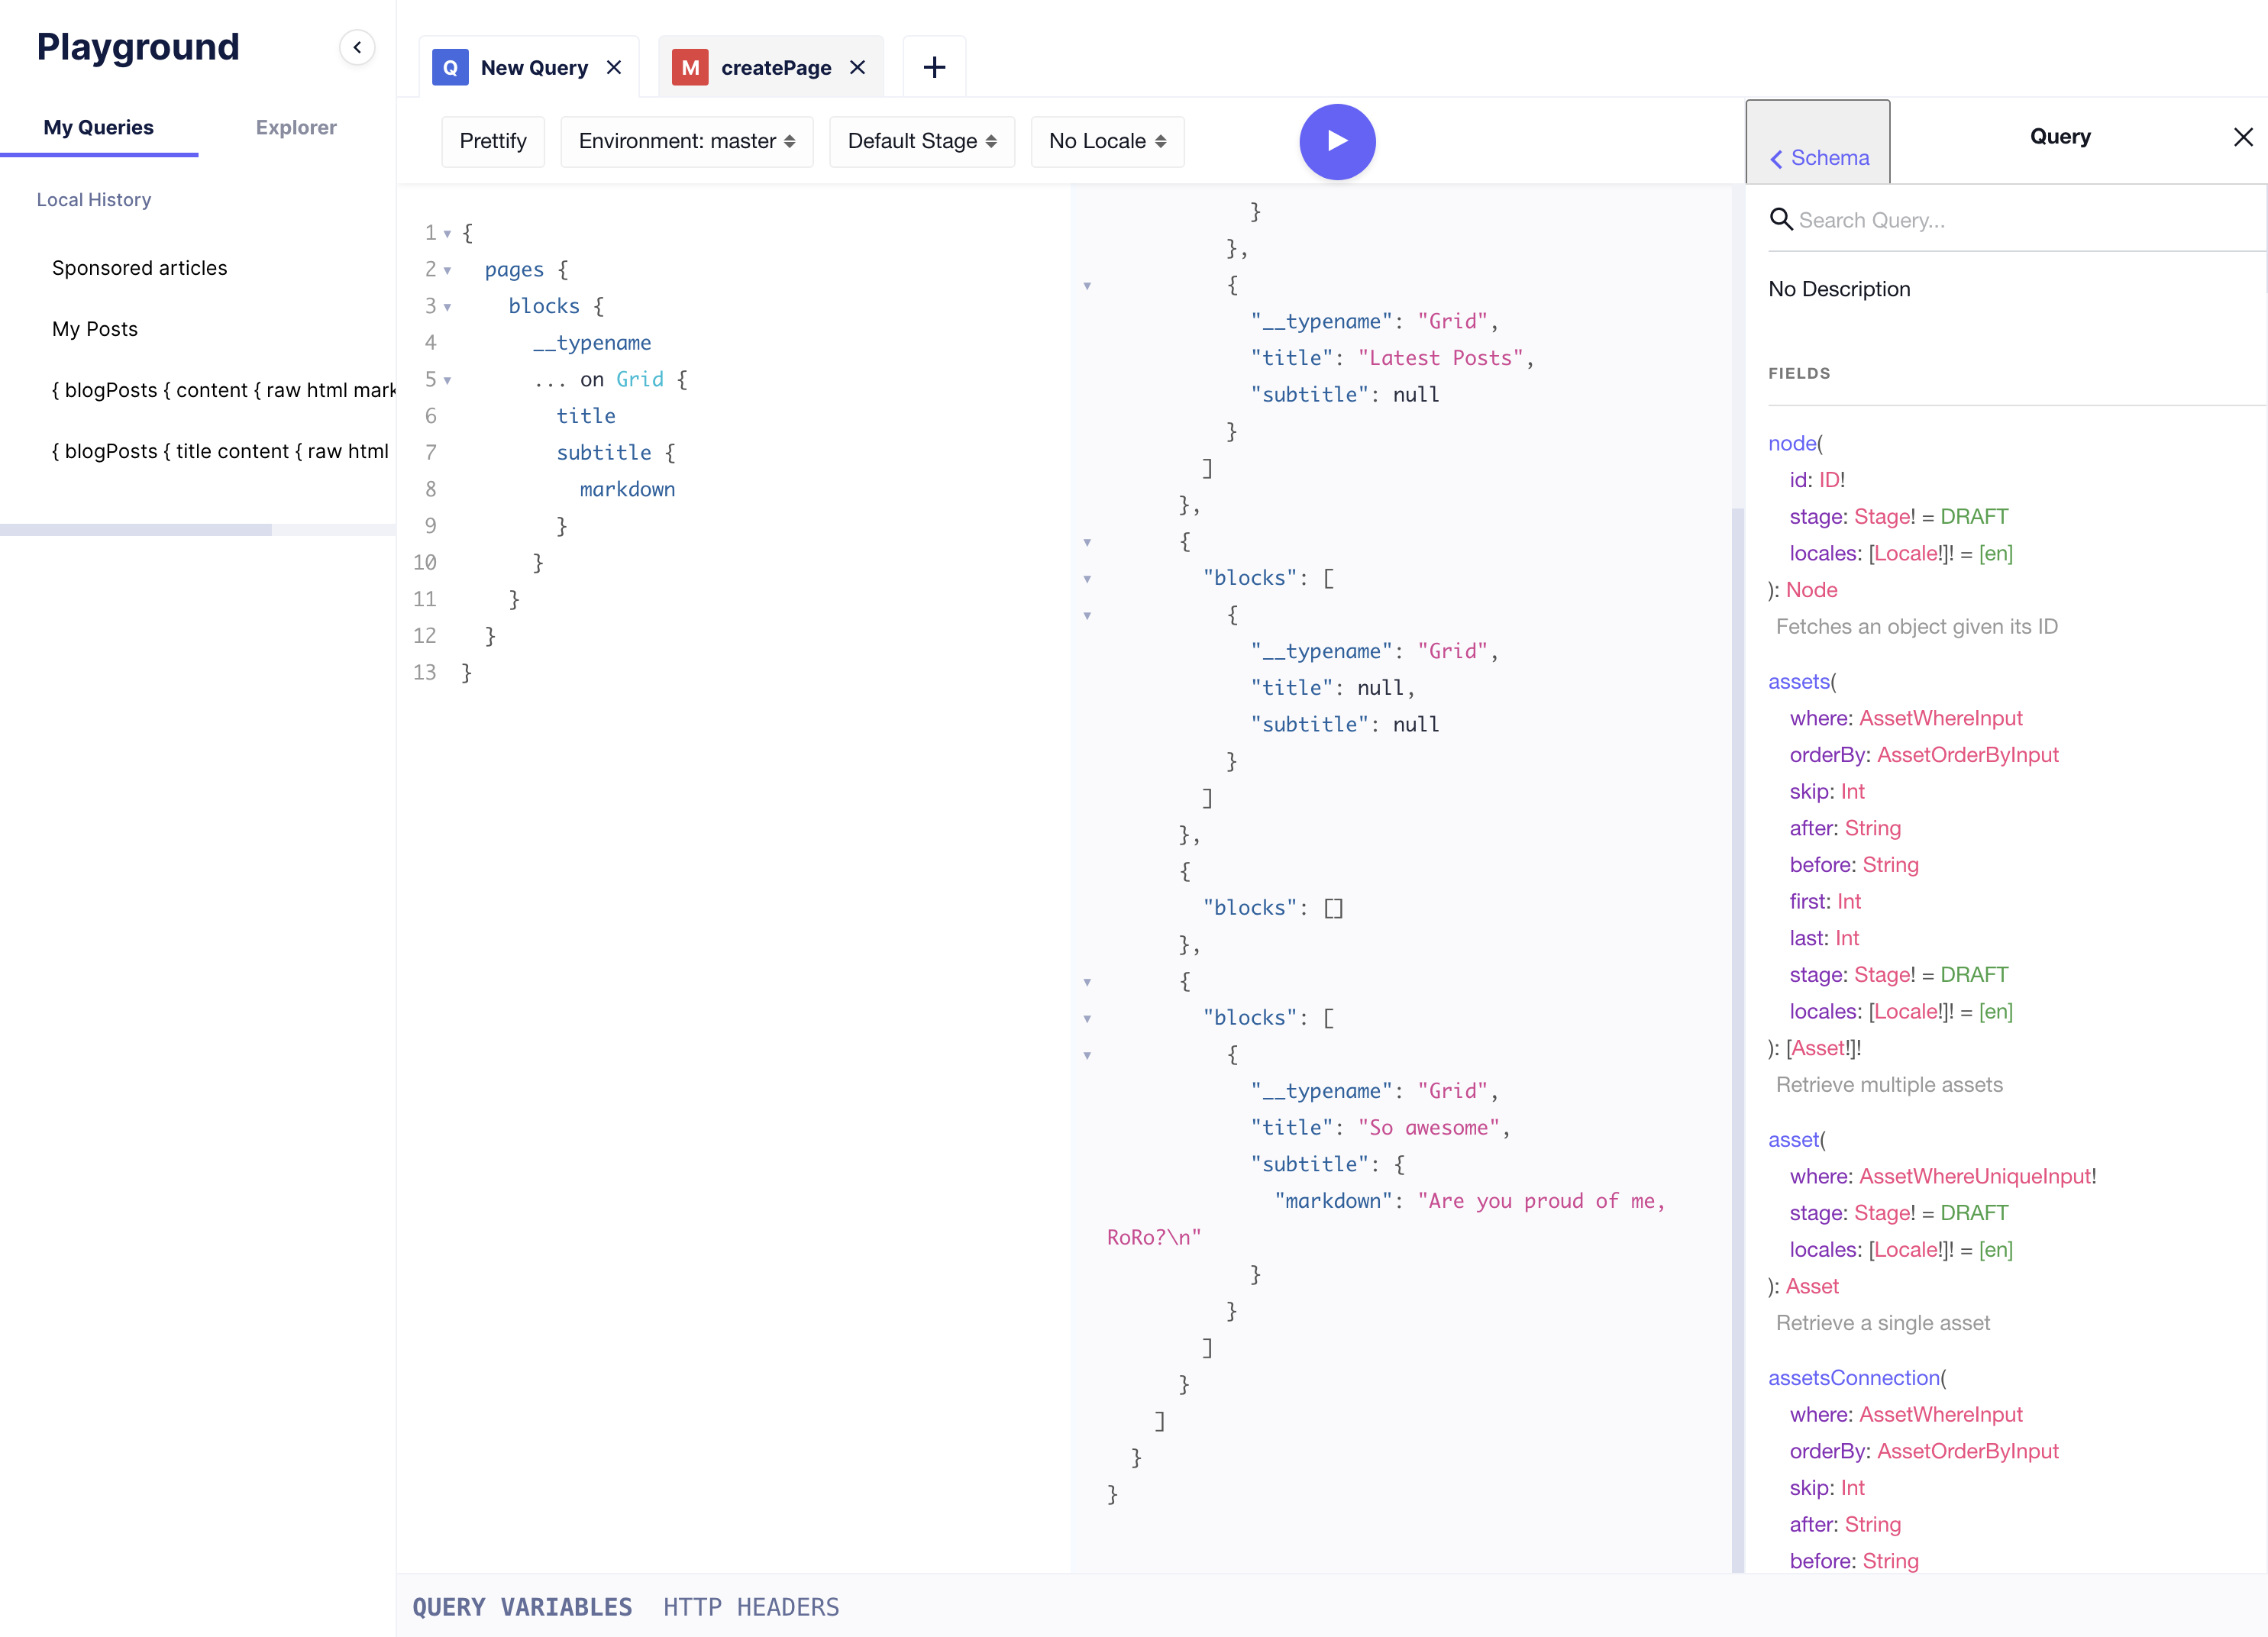 Playground
My Queries
Explorer
Local History
Sponsored articles
My Posts
{ blogPosts { content { raw html mark
{ blogPosts { title content { raw html
Q New Query
M createPage
Prettify
Environment: master
Default Stage
No Locale
1 {
2 pages {
3 blocks {
4 __typename
5 ... on Grid {
6 title
7 subtitle {
8 markdown
9 }
10 }
11 }
12 }
13 }
}
},
{
"__typename": "Grid",
"title": "Latest Posts",
"subtitle": null
}
]
},
{
"blocks": [
{
"__typename": "Grid",
"title": null,
"subtitle": null
}
]
},
{
"blocks": []
},
{
"blocks": [
{
"__typename": "Grid",
"title": "So awesome",
"subtitle": {
"markdown": "Are you proud of me,
RoRo?\n"
}
}
]
}
]
}
}
Schema
Query
Search Query...
No Description
FIELDS
node(
id: ID!
stage: Stage! = DRAFT
locales: [Locale!]! = [en]
): Node
Fetches an object given its ID
assets(
where: AssetWhereInput
orderBy: AssetOrderByInput
skip: Int
after: String
before: String
first: Int
last: Int
stage: Stage! = DRAFT
locales: [Locale!]! = [en]
): [Asset!]!
Retrieve multiple assets
asset(
where: AssetWhereUniqueInput!
stage: Stage! = DRAFT
locales: [Locale!]! = [en]
): Asset
Retrieve a single asset
assetsConnection(
where: AssetWhereInput
orderBy: AssetOrderByInput
skip: Int
after: String
before: String
QUERY VARIABLES
HTTP HEADERS